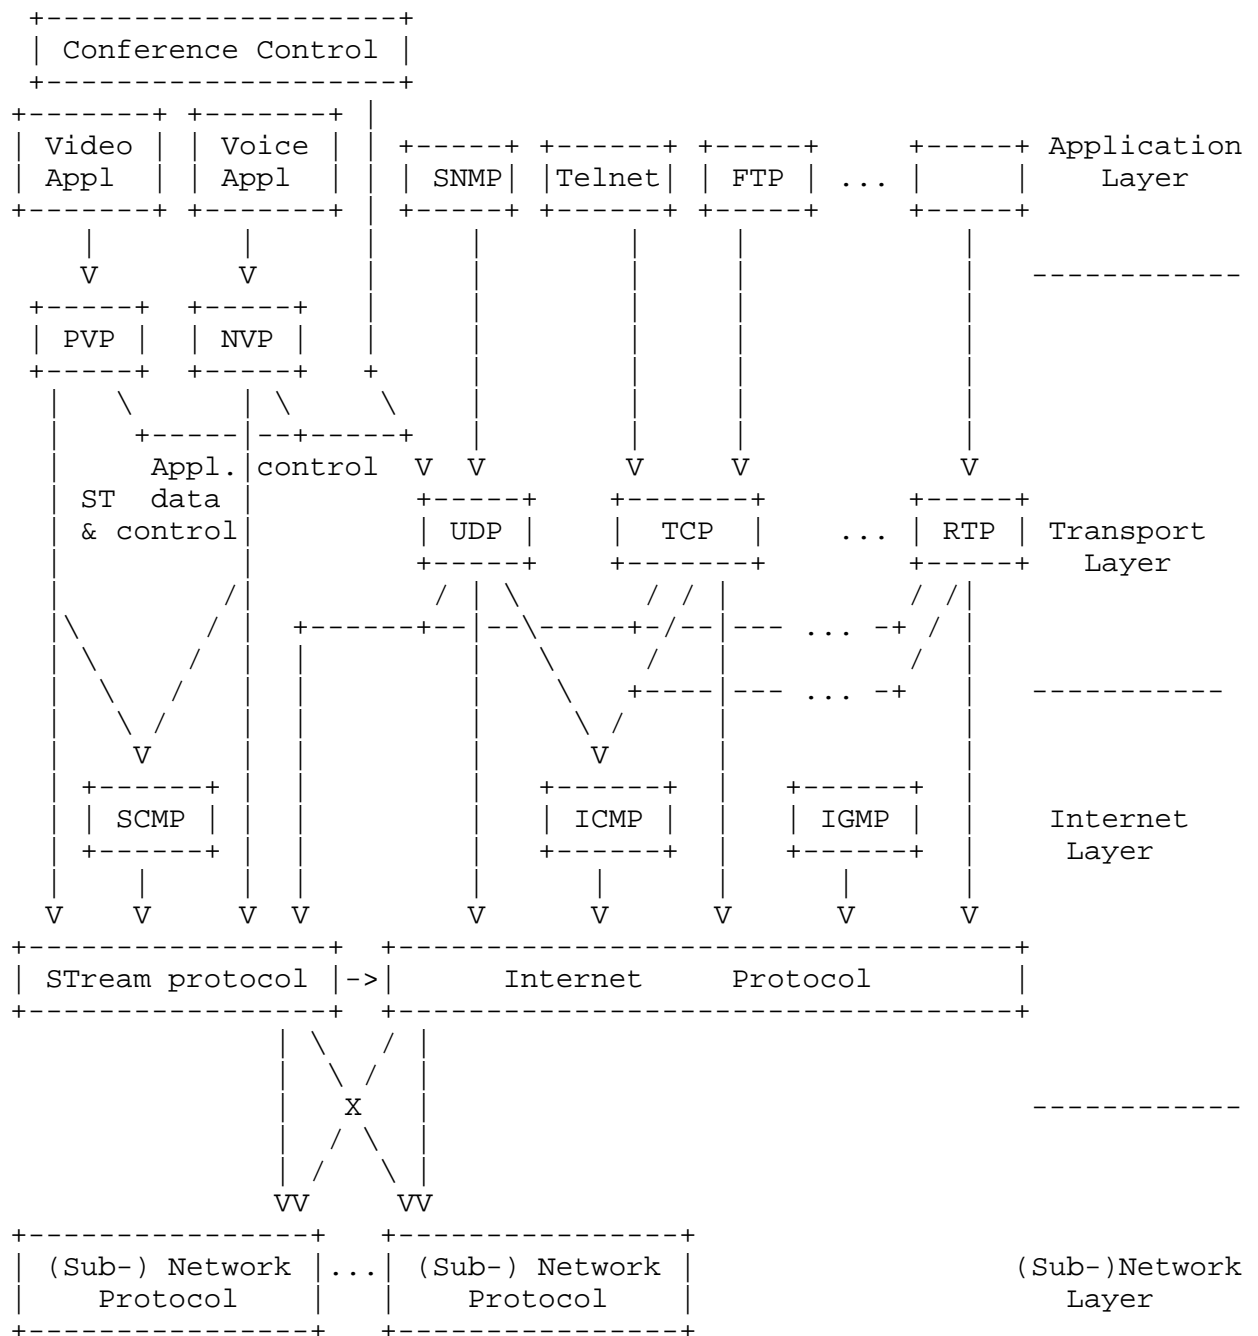 Conference Control
Video Voice Application
Appl Appl SNMP Telnet FTP ... Layer
PVP NVP
Appl. control
ST data
& control UDP TCP ... RTP Transport
Layer
...
...
SCMP ICMP IGMP Internet
Layer
STream protocol -> Internet Protocol
X
(Sub-) Network ... (Sub-) Network (Sub-)Network
Protocol Protocol Layer